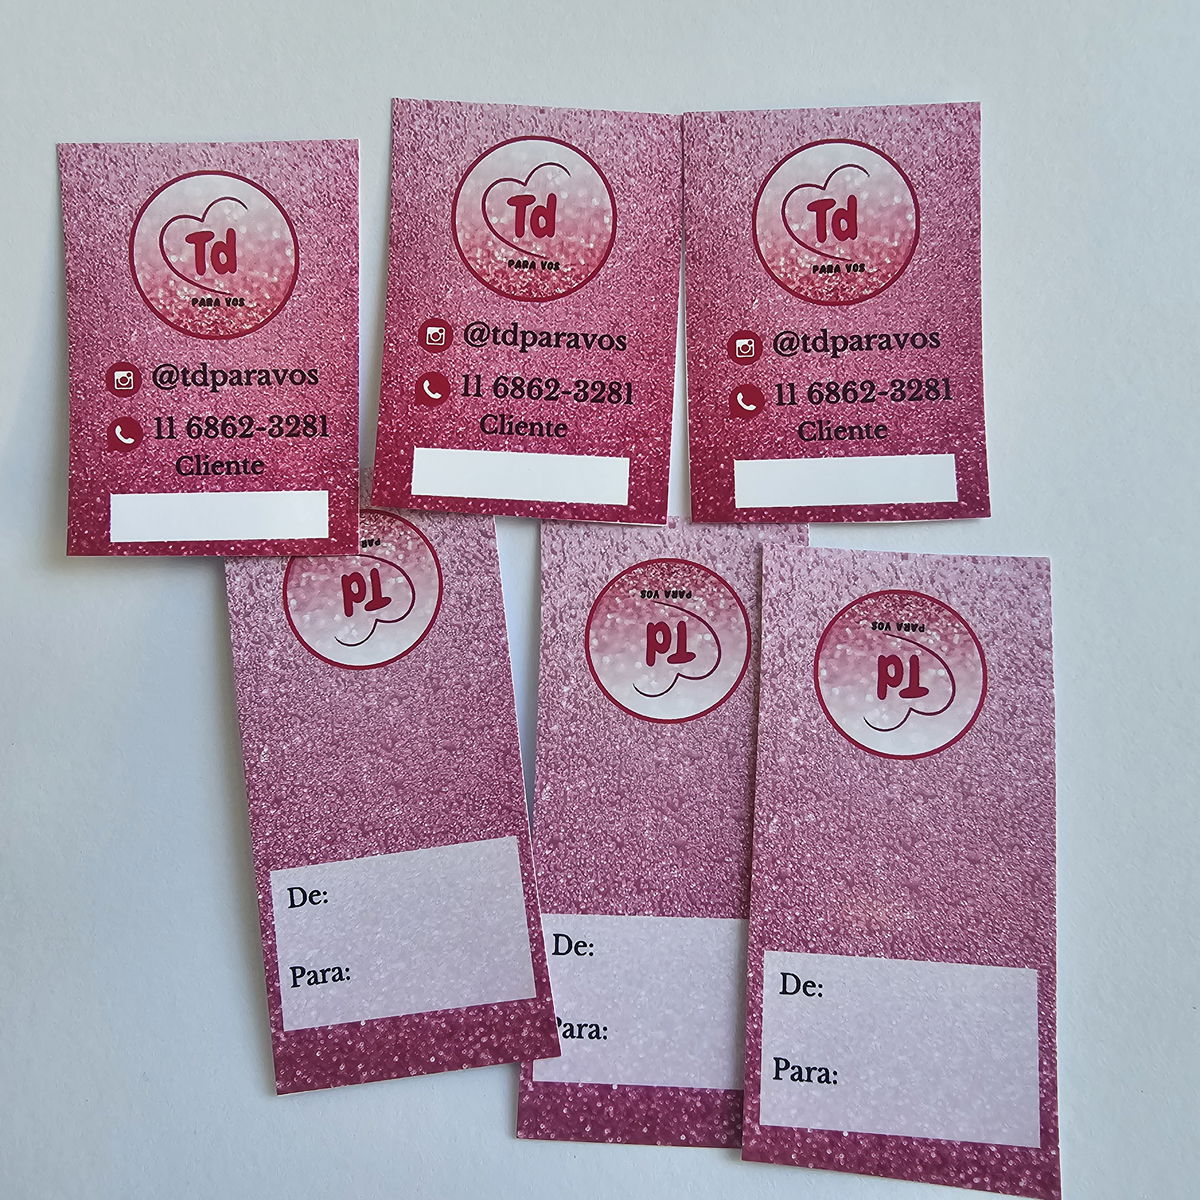 Td
PARA VOS
@tdparavos
11 6862-3281
Cliente
Td
PARA VOS
@tdparavos
11 6862-3281
Cliente
Td
PARA VOS
@tdparavos
11 6862-3281
Cliente
PARA
Td
De:
Para:
PARA VOS
Td
De:
Para:
PARA VOS
Td
De:
Para: